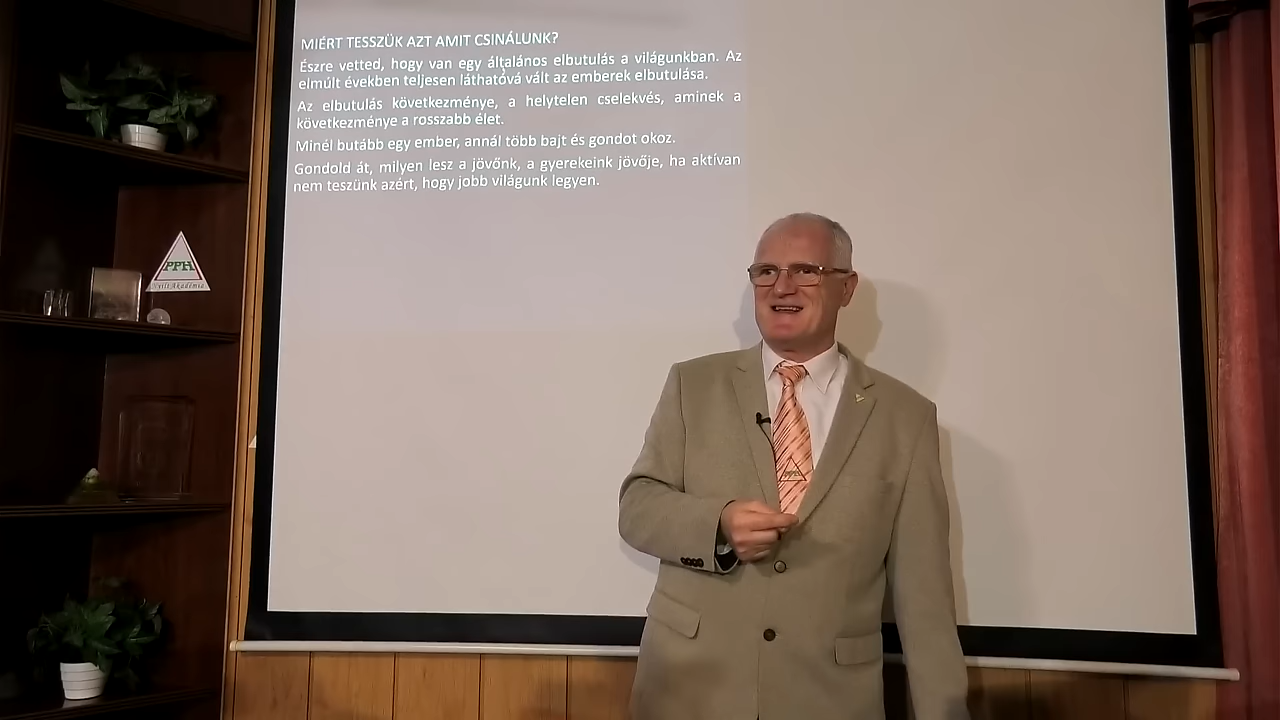 MIÉRT TESSZÜK AZT AMIT CSINÁLUNK?
Észre vetted, hogy van egy általános elbutulás a világunkban. Az
elmúlt években teljesen láthatóvá vált az emberek elbutulása.
Az elbutulás következménye, a helytelen cselekvés, aminek a
következménye a rosszabb élet.
Minél butább egy ember, annál több bajt és gondot okoz.
Gondold át, milyen lesz a jövőnk, a gyerekeink jövője, ha aktívan
nem teszünk azért, hogy jobb világunk legyen.
PPH
Nyílt Akadémia
PPH